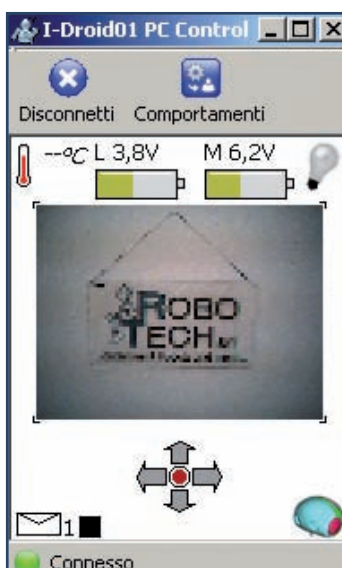 I-Droid01 PC Control
Disconnetti Comportamenti
--°C L 3,8V M 6,2V
ROBO
TECH
1
Connesso